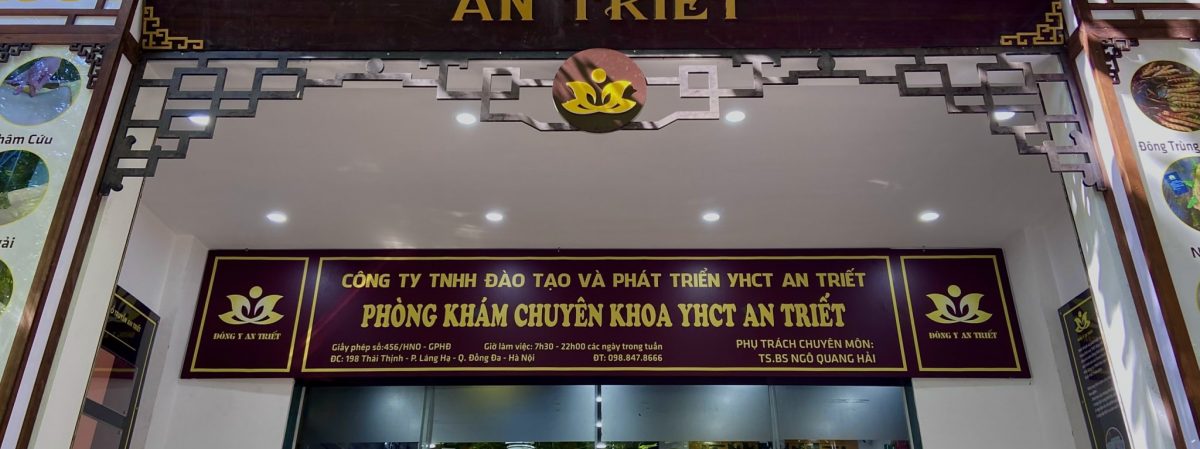 AN TRIẾT
CÔNG TY TNHH ĐÀO TẠO VÀ PHÁT TRIỂN YHCT AN TRIẾT
PHÒNG KHÁM CHUYÊN KHOA YHCT AN TRIẾT
Giấy phép số:456/HNO - GPHĐ
Giờ làm việc: 7h30 - 22h00 các ngày trong tuần
ĐC: 198 Thái Thịnh - P. Láng Hạ - Q. Đống Đa - Hà Nội
ĐT: 098.847.8666
PHỤ TRÁCH CHUYÊN MÔN:
TS.BS NGÔ QUANG HẢI
ĐÔNG Y AN TRIẾT
ĐÔNG Y AN TRIẾT
Cứu
Đông Trùng